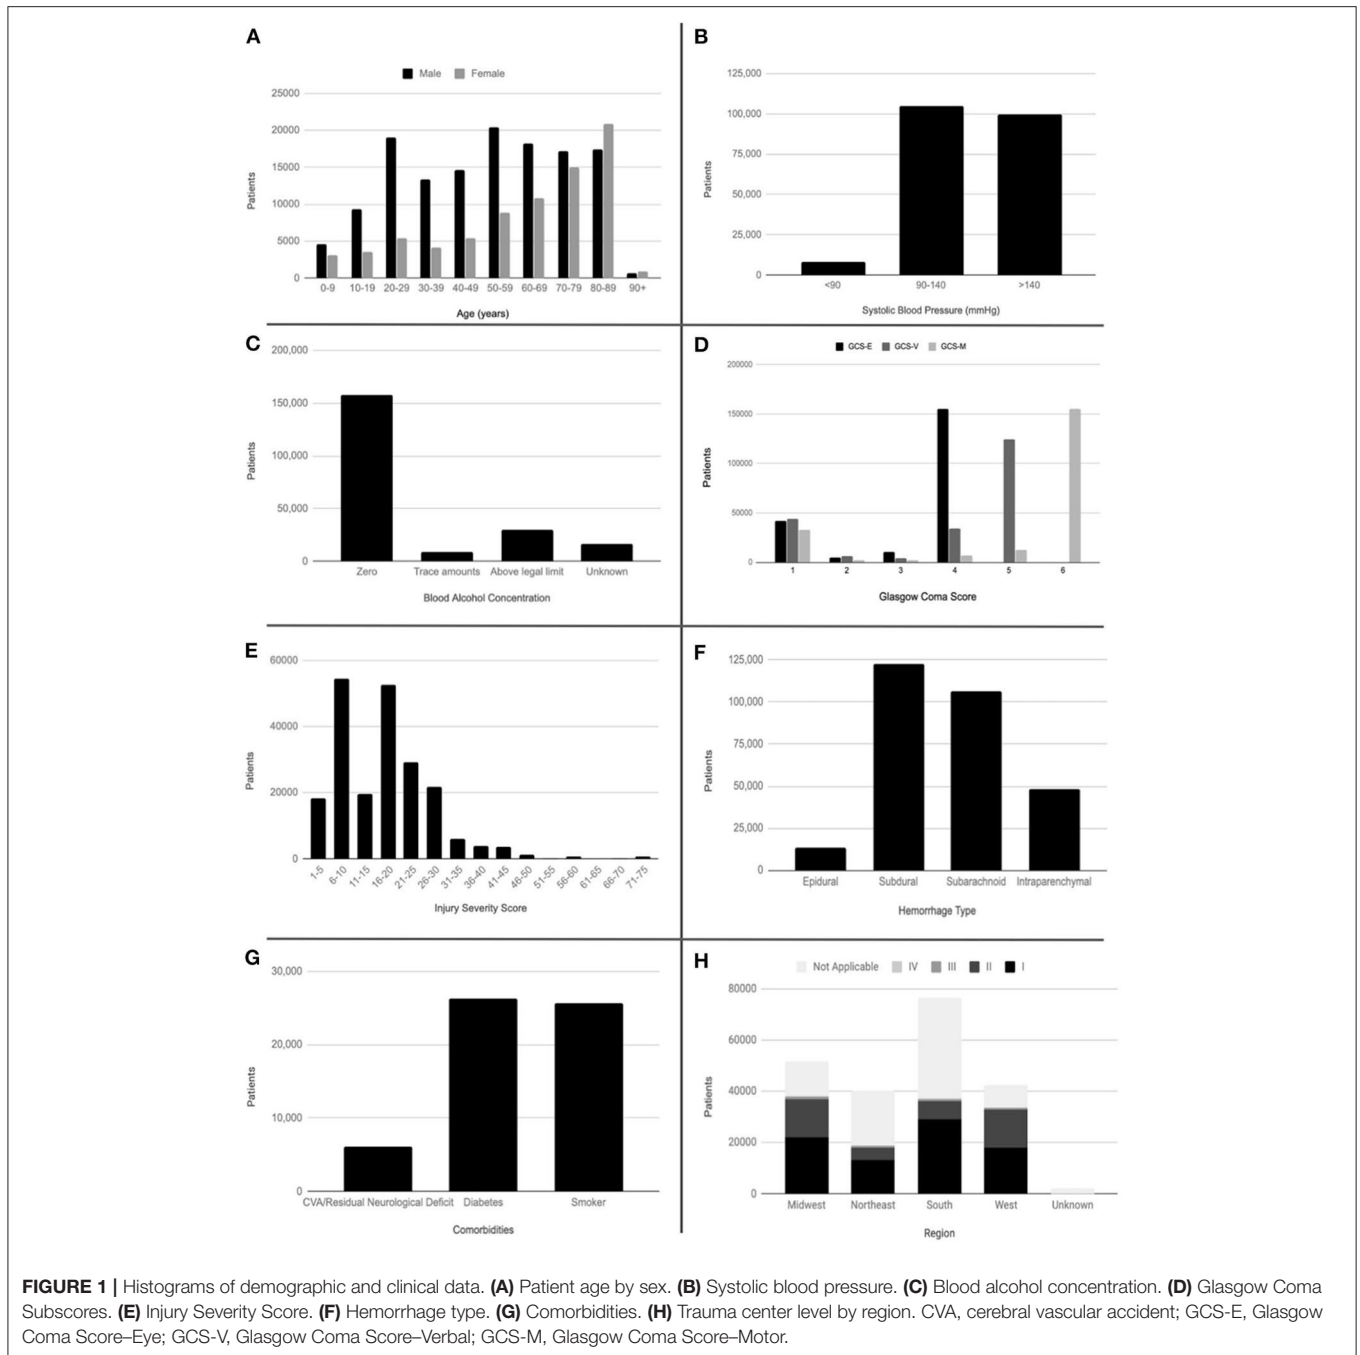 A
Male Female
25000
20000
15000
10000
5000
0
Patients
0-9 10-19 20-29 30-39 40-49 50-59 60-69 70-79 80-89 90+
Age (years)
B
125,000
100,000
75,000
50,000
25,000
0
Patients
<90 90-140 >140
Systolic Blood Pressure (mmHg)
C
200,000
150,000
100,000
50,000
0
Patients
Zero Trace amounts Above legal limit Unknown
Blood Alcohol Concentration
D
GCS-E GCS-V GCS-M
200000
150000
100000
50000
0
Patients
1 2 3 4 5 6
Glasgow Coma Score
E
60000
40000
20000
0
Patients
1-5 6-10 11-15 16-20 21-25 26-30 31-35 36-40 41-45 46-50 51-55 56-60 61-65 66-70 71-75
Injury Severity Score
F
125,000
100,000
75,000
50,000
25,000
0
Patients
Epidural Subdural Subarachnoid Intraparenchymal
Hemorrhage Type
G
30,000
20,000
10,000
0
Patients
CVA/Residual Neurological Deficit Diabetes Smoker
Comorbidities
H
Not Applicable IV III II I
80000
60000
40000
20000
0
Patients
Midwest Northeast South West Unknown
Region
FIGURE 1 | Histograms of demographic and clinical data. (A) Patient age by sex. (B) Systolic blood pressure. (C) Blood alcohol concentration. (D) Glasgow Coma
Subscores. (E) Injury Severity Score. (F) Hemorrhage type. (G) Comorbidities. (H) Trauma center level by region. CVA, cerebral vascular accident; GCS-E, Glasgow
Coma Score–Eye; GCS-V, Glasgow Coma Score–Verbal; GCS-M, Glasgow Coma Score–Motor.